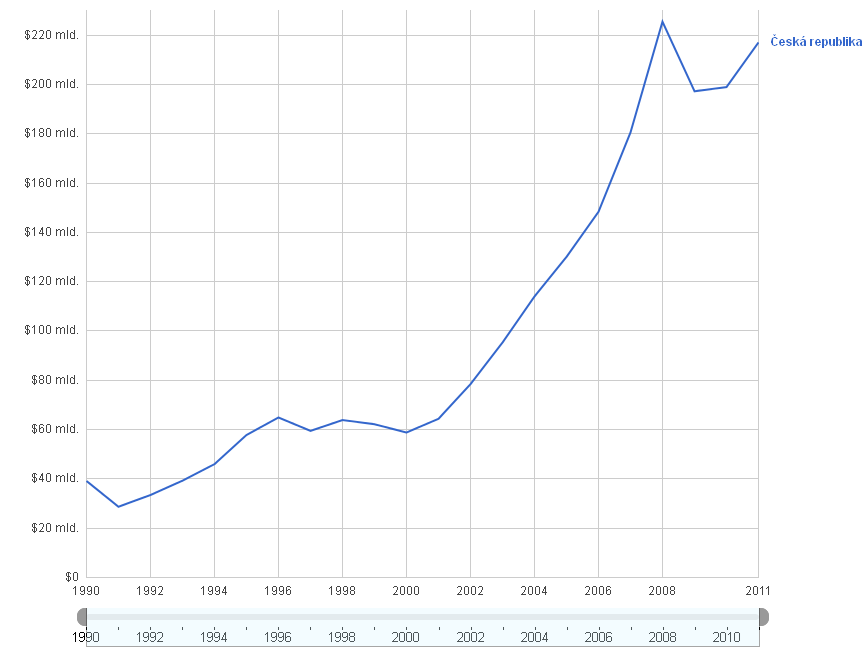 $220 mld.
Česká republika
$200 mld.
$180 mld.
$160 mld.
$140 mld.
$120 mld.
$100 mld.
$80 mld.
$60 mld.
$40 mld.
$20 mld.
$0
1990 1992 1994 1996 1998 2000 2002 2004 2006 2008 2011
1990 1992 1994 1996 1998 2000 2002 2004 2006 2008 2010